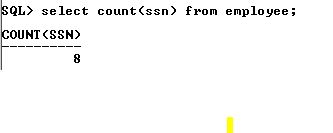 SQL> select count(ssn) from employee;
COUNT(SSN)
----------
8